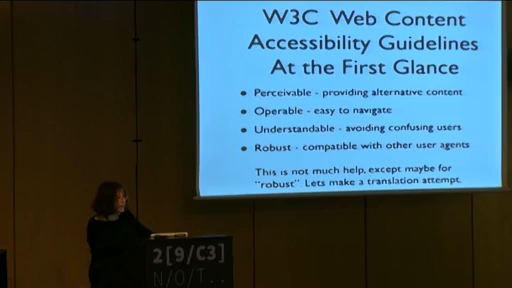 W3C Web Content
Accessibility Guidelines
At the First Glance
• Perceivable - providing alternative content
• Operable - easy to navigate
• Understandable - avoiding confusing users
• Robust - compatible with other user agents
This is not much help, except maybe for
"robust". Lets make a translation attempt.
2[9/C3]
N/O/T..